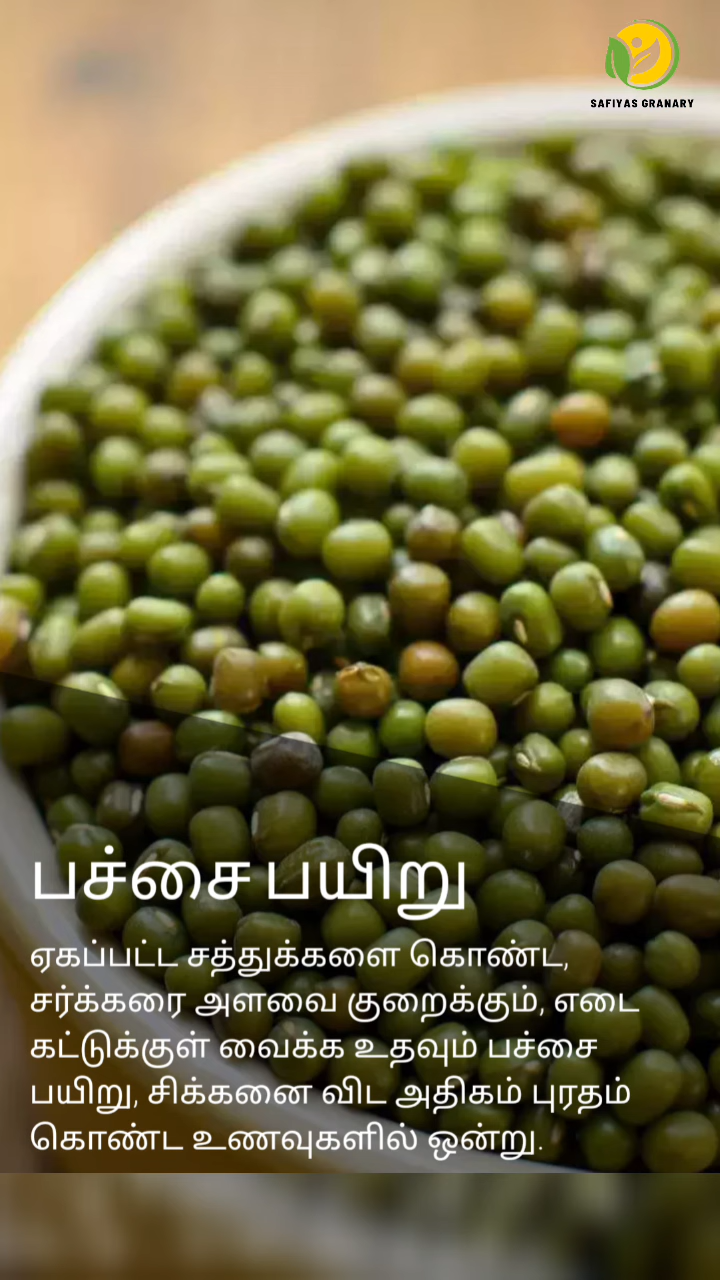 SAFIYAS GRANARY
பச்சை பயிறு
ஏகப்பட்ட சத்துக்களை கொண்ட,
சர்க்கரை அளவை குறைக்கும், எடை
கட்டுக்குள் வைக்க உதவும் பச்சை
பயிறு, சிக்கனை விட அதிகம் புரதம்
கொண்ட உணவுகளில் ஒன்று.